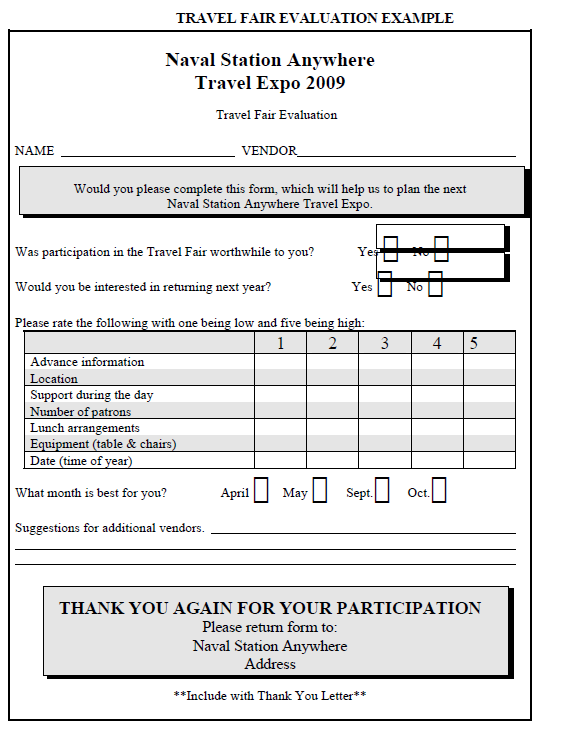 TRAVEL FAIR EVALUATION EXAMPLE
Naval Station Anywhere
Travel Expo 2009
Travel Fair Evaluation
NAME VENDOR
Would you please complete this form, which will help us to plan the next
Naval Station Anywhere Travel Expo.
Was participation in the Travel Fair worthwhile to you? Yes No
Would you be interested in returning next year? Yes No
Please rate the following with one being low and five being high:
1 2 3 4 5
Advance information
Location
Support during the day
Number of patrons
Lunch arrangements
Equipment (table & chairs)
Date (time of year)
What month is best for you? April May Sept. Oct.
Suggestions for additional vendors.
THANK YOU AGAIN FOR YOUR PARTICIPATION
Please return form to:
Naval Station Anywhere
Address
**Include with Thank You Letter**